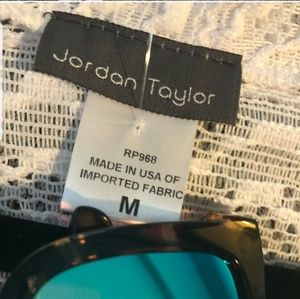 Jordan Taylor
RP968
MADE IN USA OF
IMPORTED FABRIC
M